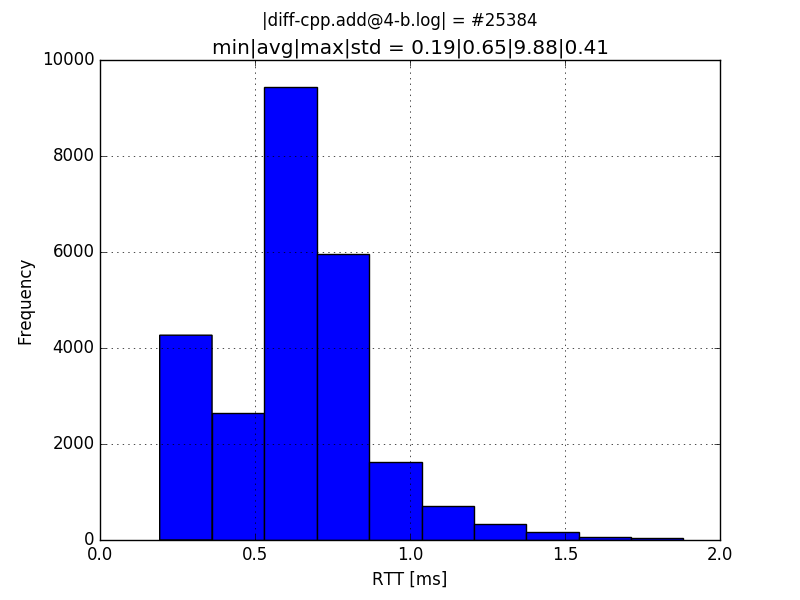 |diff-cpp.add@4-b.log| = #25384
min|avg|max|std = 0.19|0.65|9.88|0.41
10000
8000
6000
4000
2000
0
Frequency
0.0 0.5 1.0 1.5 2.0
RTT [ms]